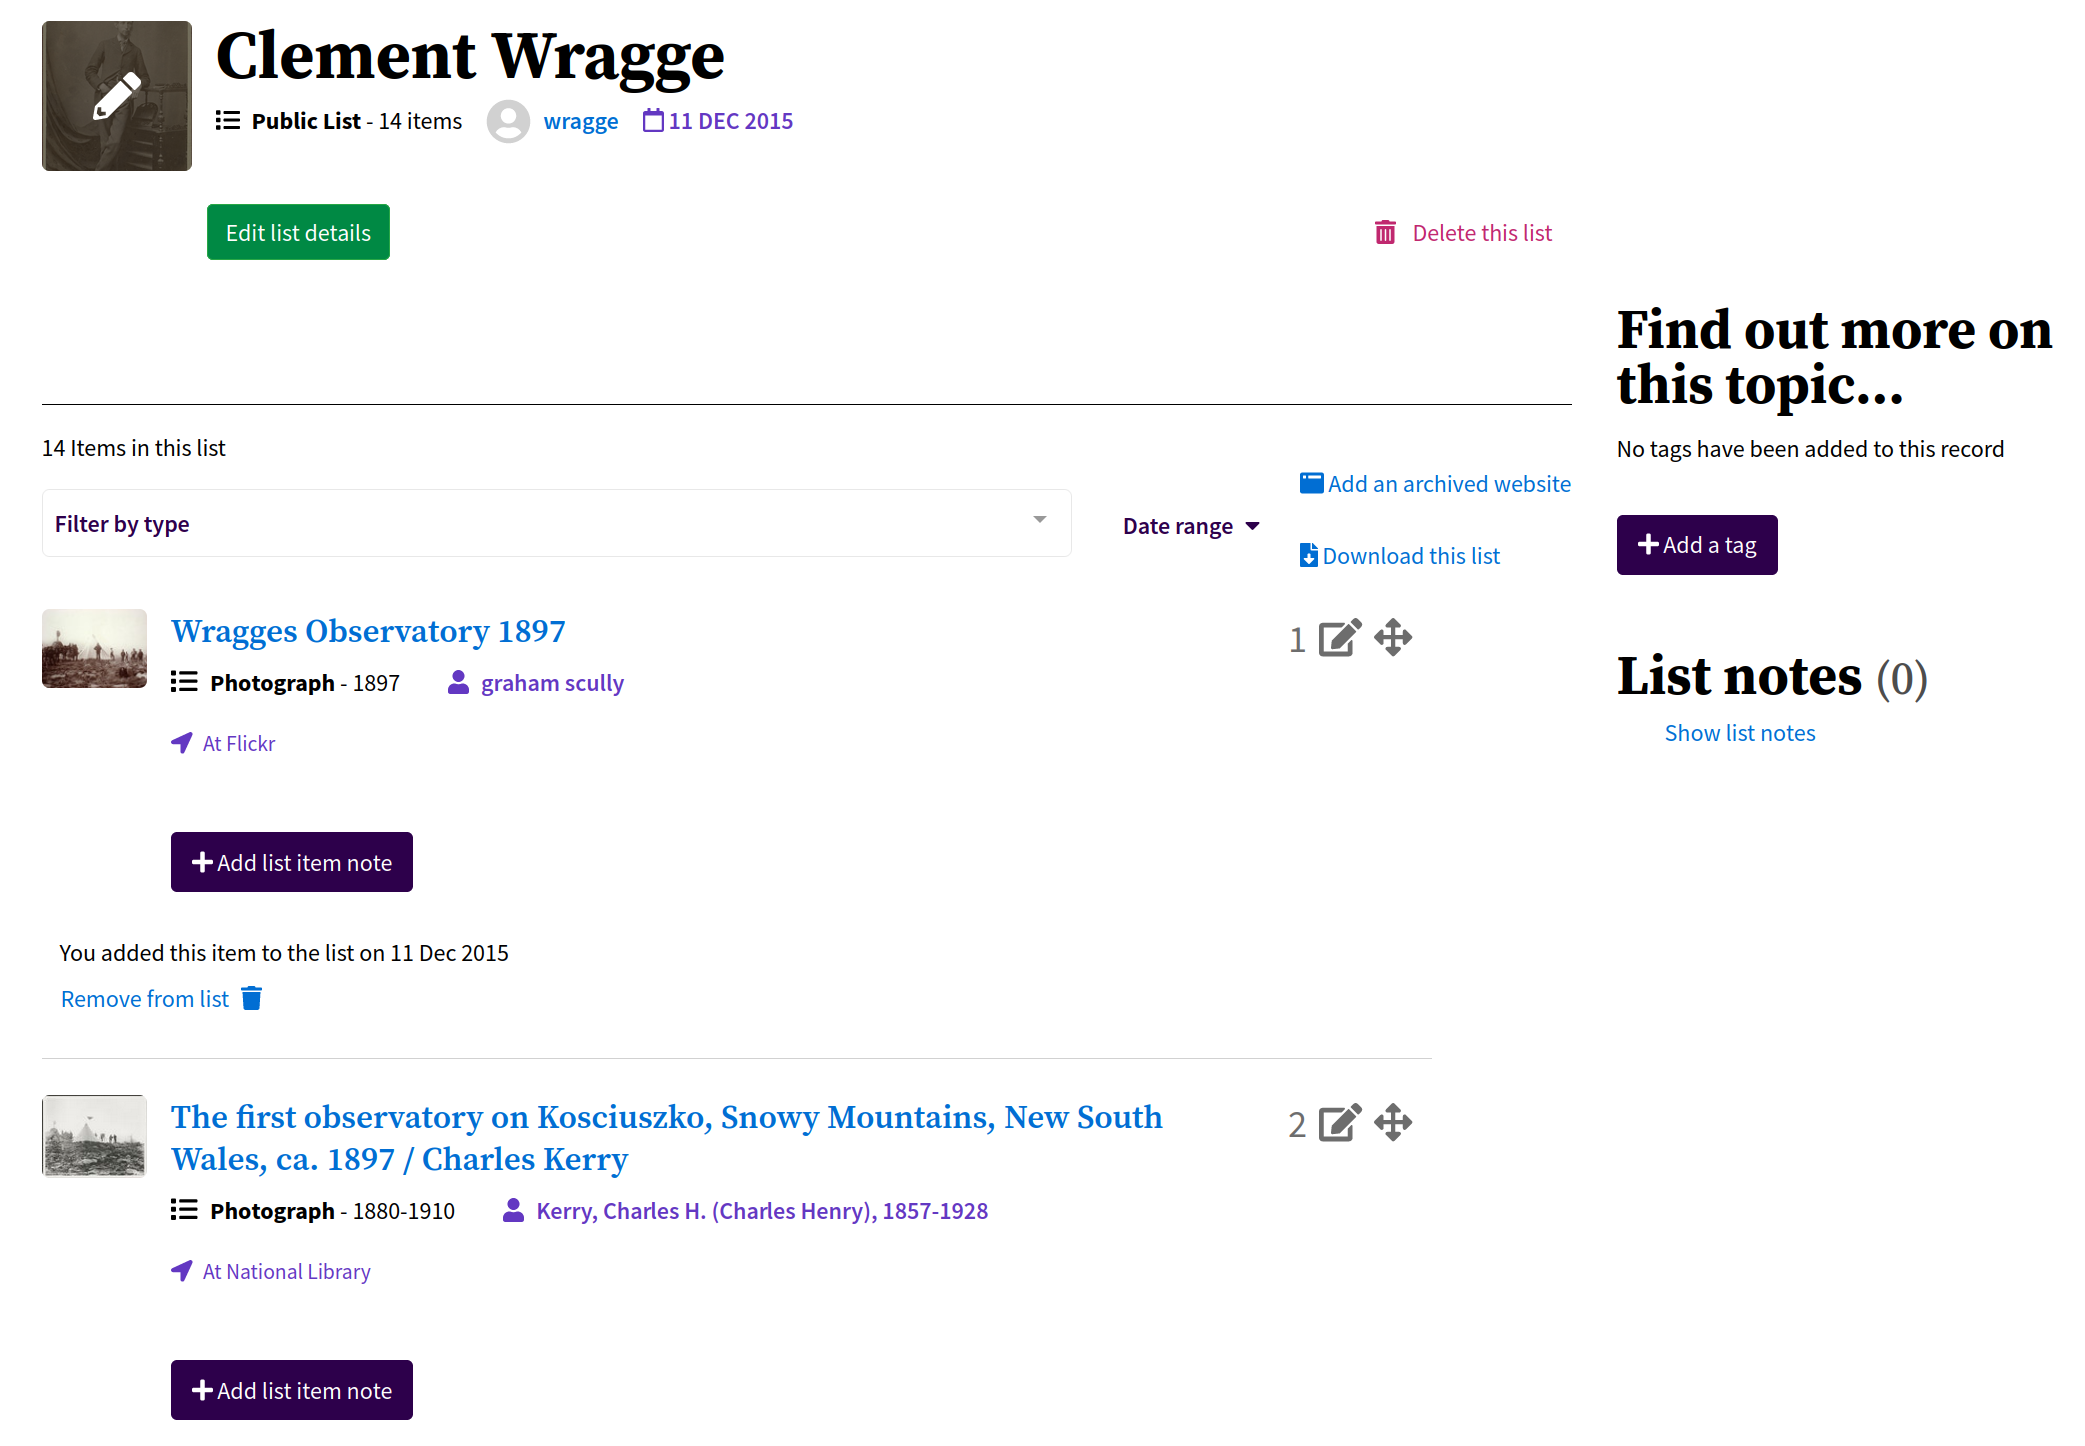 Clement Wragge
Public List - 14 items wragge 11 DEC 2015
Edit list details
Delete this list
14 Items in this list
Filter by type
Date range
Add an archived website
Download this list
Wragges Observatory 1897
1
Photograph - 1897 graham scully
At Flickr
Add list item note
You added this item to the list on 11 Dec 2015
Remove from list
The first observatory on Kosciuszko, Snowy Mountains, New South
Wales, ca. 1897 / Charles Kerry
2
Photograph - 1880-1910 Kerry, Charles H. (Charles Henry), 1857-1928
At National Library
Add list item note
Find out more on
this topic...
No tags have been added to this record
Add a tag
List notes (0)
Show list notes